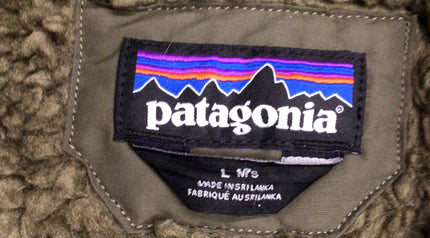 patagonia®
L M's
MADE IN SRI LANKA
FABRIQUÉ AU SRI LANKA